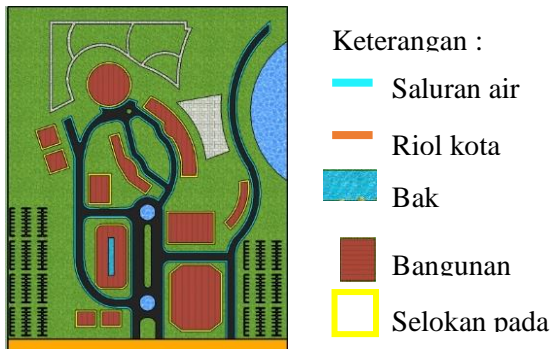 Keterangan :
Saluran air
Riol kota
Bak
Bangunan
Selokan pada